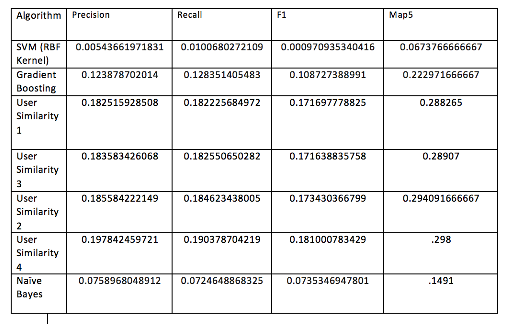 Algorithm Precision Recall F1 Map5
SVM (RBF 0.00543661971831 0.0100680272109 0.000970935340416 0.0673766666667
Kernel)
Gradient 0.123878702014 0.128351405483 0.108727388991 0.222971666667
Boosting
User 0.182515928508 0.182225684972 0.171697778825 0.288265
Similarity
1
User 0.183583426068 0.182550650282 0.171638835758 0.28907
Similarity
3
User 0.185584222149 0.184623438005 0.173430366799 0.294091666667
Similarity
2
User 0.197842459721 0.190378704219 0.181000783429 .298
Similarity
4
Naïve 0.0758968048912 0.0724648868325 0.0735346947801 .1491
Bayes